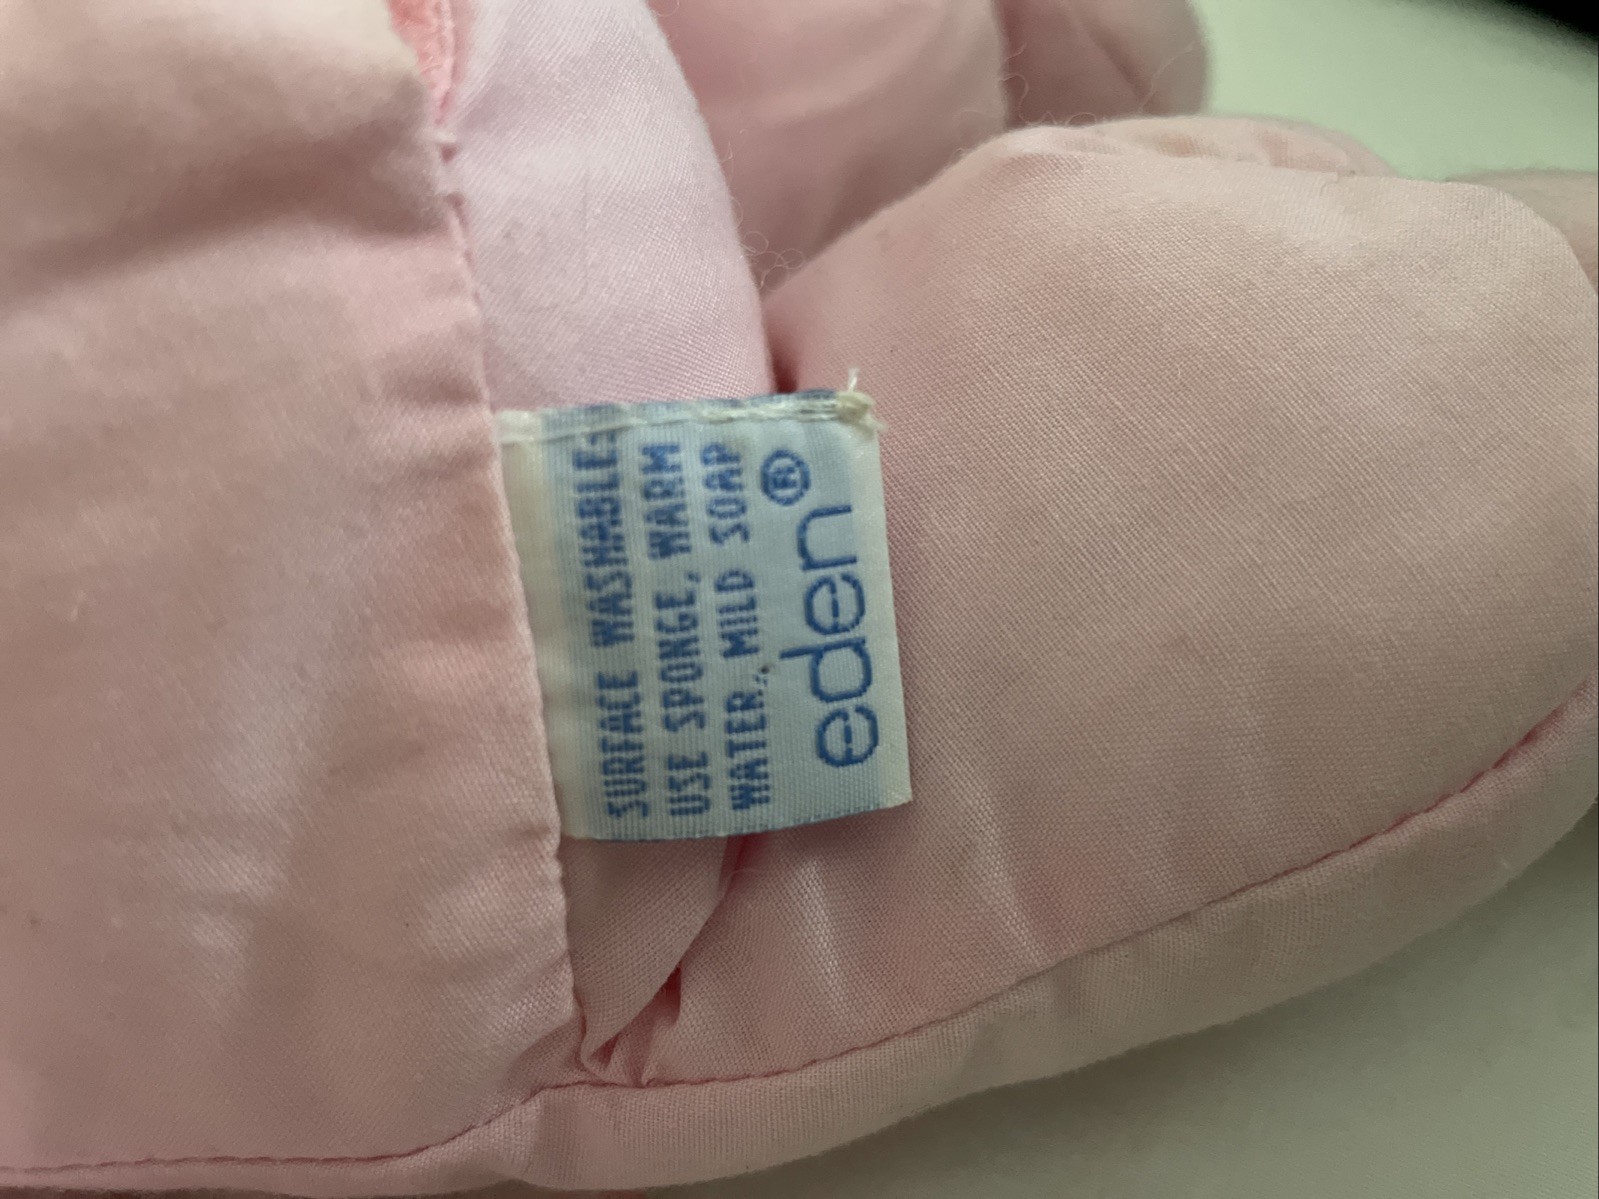 SURFACE WASHABLE:
USE SPONGE, WARM
WATER, MILD SOAP
eden®